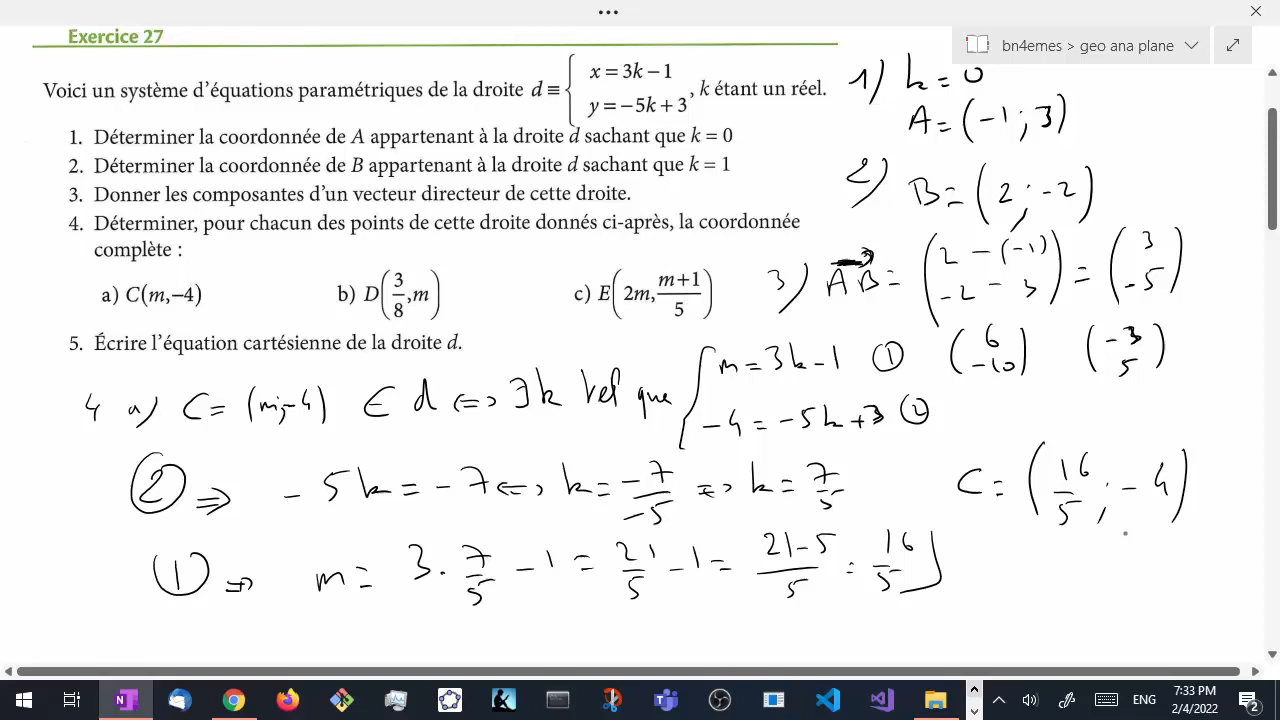 Exercice 27
bn4emes > geo ana plane
Voici un système d'équations paramétriques de la droite d ≡ { x = 3k − 1
y = −5k + 3 , k étant un réel.
1. Déterminer la coordonnée de A appartenant à la droite d sachant que k = 0
2. Déterminer la coordonnée de B appartenant à la droite d sachant que k = 1
3. Donner les composantes d'un vecteur directeur de cette droite.
4. Déterminer, pour chacun des points de cette droite donnés ci-après, la coordonnée
complète :
a) C(m,−4) b) D(3/8,m) c) E(2m,(m+1)/5)
5. Écrire l'équation cartésienne de la droite d.
1) k = 0
A = (-1 ; 3)
2) B = (2 ; -2)
3) AB = (2 - (-1)
-2 - 3) = (3
-5)
(6
-10) (-3
5)
4 a) C = (m;-4) ∈ d ⇔ ∃ k tel que { m = 3k - 1 ①
-4 = -5k + 3 ②
② ⇒ - 5k = -7 ⇔ k = -7/-5 ⇔ k = 7/5
C = (16/5 ; -4)
① ⇒ m = 3 . 7/5 - 1 = 21/5 - 1 = 21-5/5 = 16/5
ENG
7:33 PM
2/4/2022
2